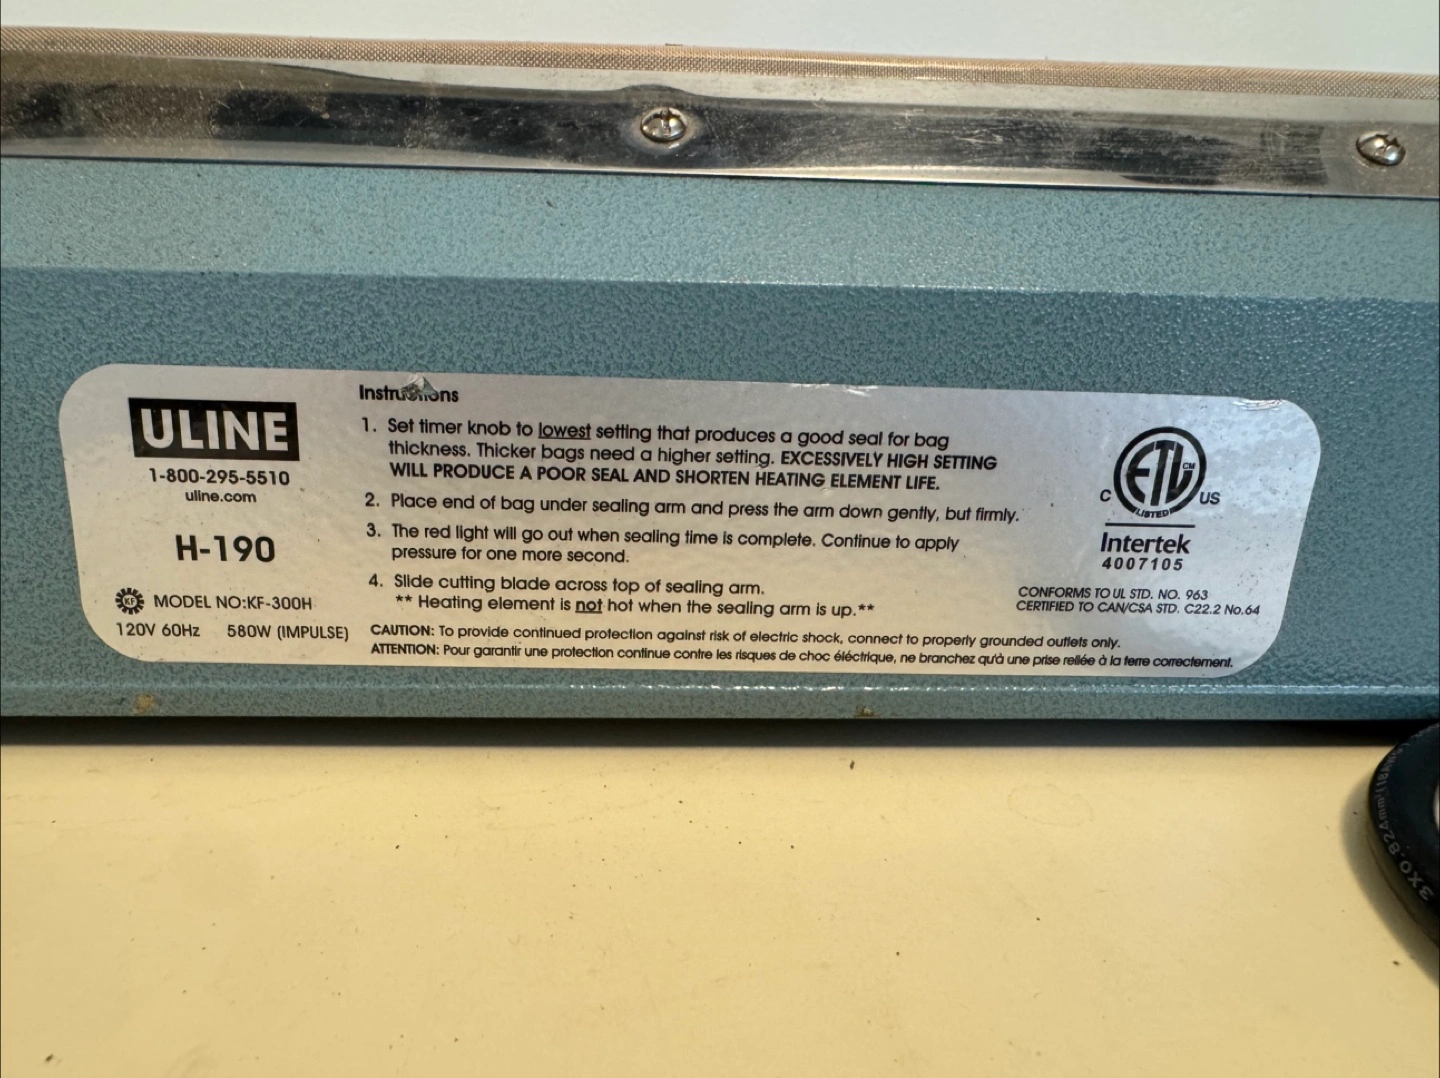 ULINE
1-800-295-5510
uline.com
H-190
KF MODEL NO:KF-300H
120V 60Hz 580W (IMPULSE)
Instructions
1. Set timer knob to lowest setting that produces a good seal for bag
thickness. Thicker bags need a higher setting. EXCESSIVELY HIGH SETTING
WILL PRODUCE A POOR SEAL AND SHORTEN HEATING ELEMENT LIFE.
2. Place end of bag under sealing arm and press the arm down gently, but firmly.
3. The red light will go out when sealing time is complete. Continue to apply
pressure for one more second.
4. Slide cutting blade across top of sealing arm.
** Heating element is not hot when the sealing arm is up.**
CAUTION: To provide continued protection against risk of electric shock, connect to properly grounded outlets only.
ATTENTION: Pour garantir une protection continue contre les risques de choc éléctrique, ne branchez qu'à une prise reliée à la terre correctement.
C ETL CM US
LISTED
Intertek
4007105
CONFORMS TO UL STD. NO. 963
CERTIFIED TO CAN/CSA STD. C22.2 No.64
3X0.824mm²(18AW